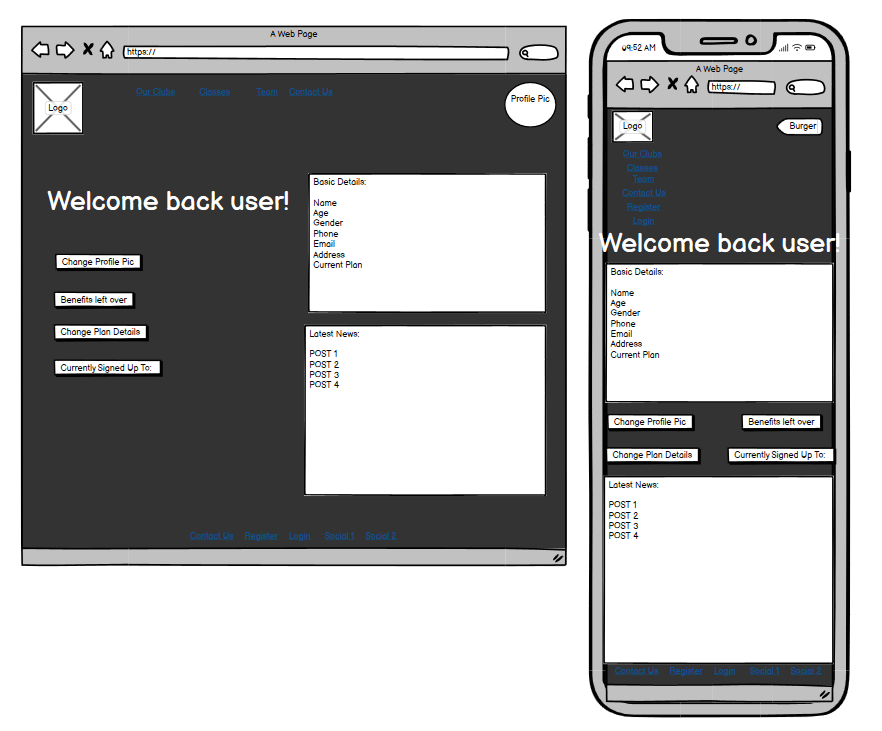 A Web Page
https://
Logo
Our Clubs Classes Team Contact Us
Profile Pic
Welcome back user!
Change Profile Pic
Benefits left over
Change Plan Details
Currently Signed Up To:
Basic Details:
Name
Age
Gender
Phone
Email
Address
Current Plan
Latest News:
POST 1
POST 2
POST 3
POST 4
Contact Us Register Login Social 1 Social 2
09:52 AM
A Web Page
https://
Logo
Burger
Our Clubs
Classes
Team
Contact Us
Register
Login
Welcome back user!
Basic Details:
Name
Age
Gender
Phone
Email
Address
Current Plan
Change Profile Pic Benefits left over
Change Plan Details Currently Signed Up To:
Latest News:
POST 1
POST 2
POST 3
POST 4
Contact Us Register Login Social 1 Social 2